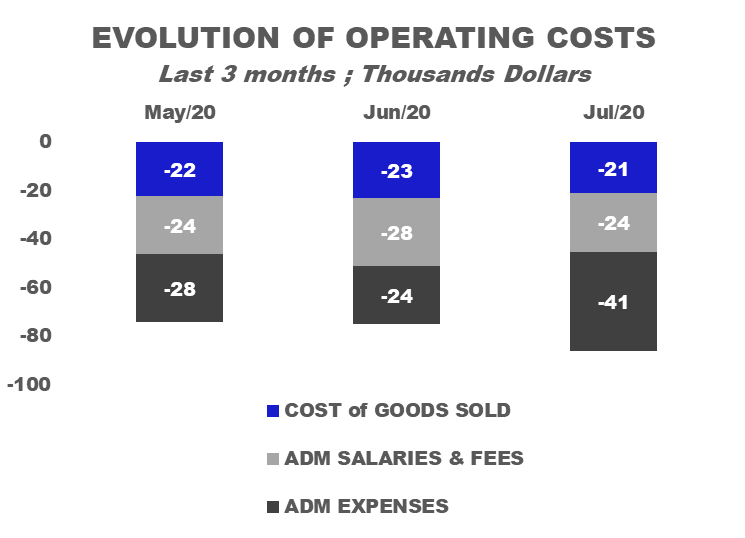 EVOLUTION OF OPERATING COSTS
Last 3 months ; Thousands Dollars
May/20 Jun/20 Jul/20
0
-20
-40
-60
-80
-100
-22 -23 -21
-24 -28 -24
-28 -24 -41
COST of GOODS SOLD
ADM SALARIES & FEES
ADM EXPENSES